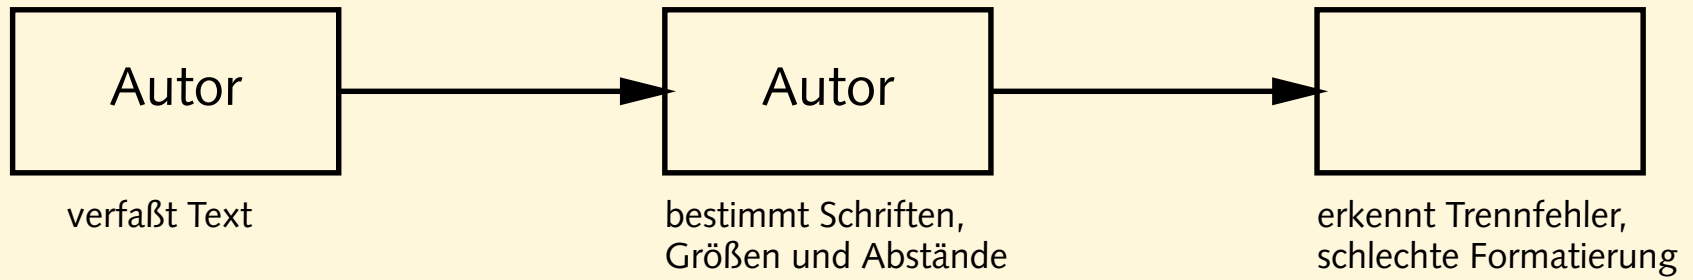 Autor
Autor
verfaßt Text
bestimmt Schriften,
Größen und Abstände
erkennt Trennfehler,
schlechte Formatierung